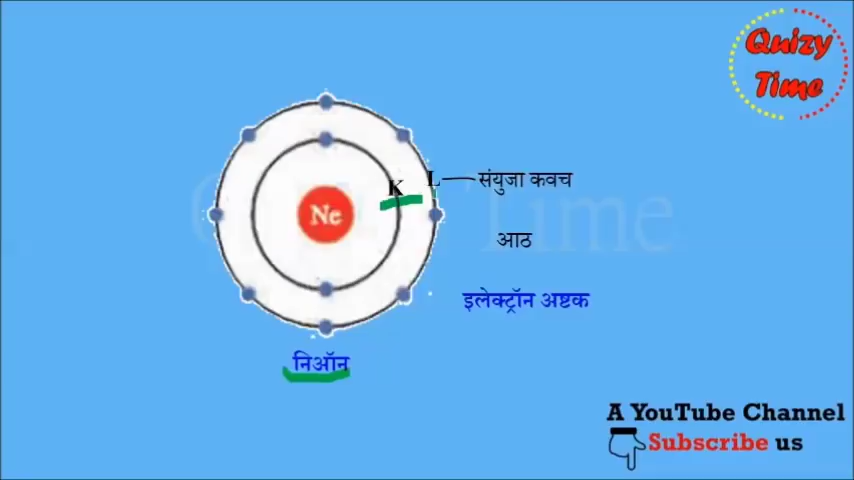 Quizy
Time
Ne
K
L
संयुजा कवच
आठ
इलेक्ट्रॉन अष्टक
निऑन
A YouTube Channel
Subscribe us